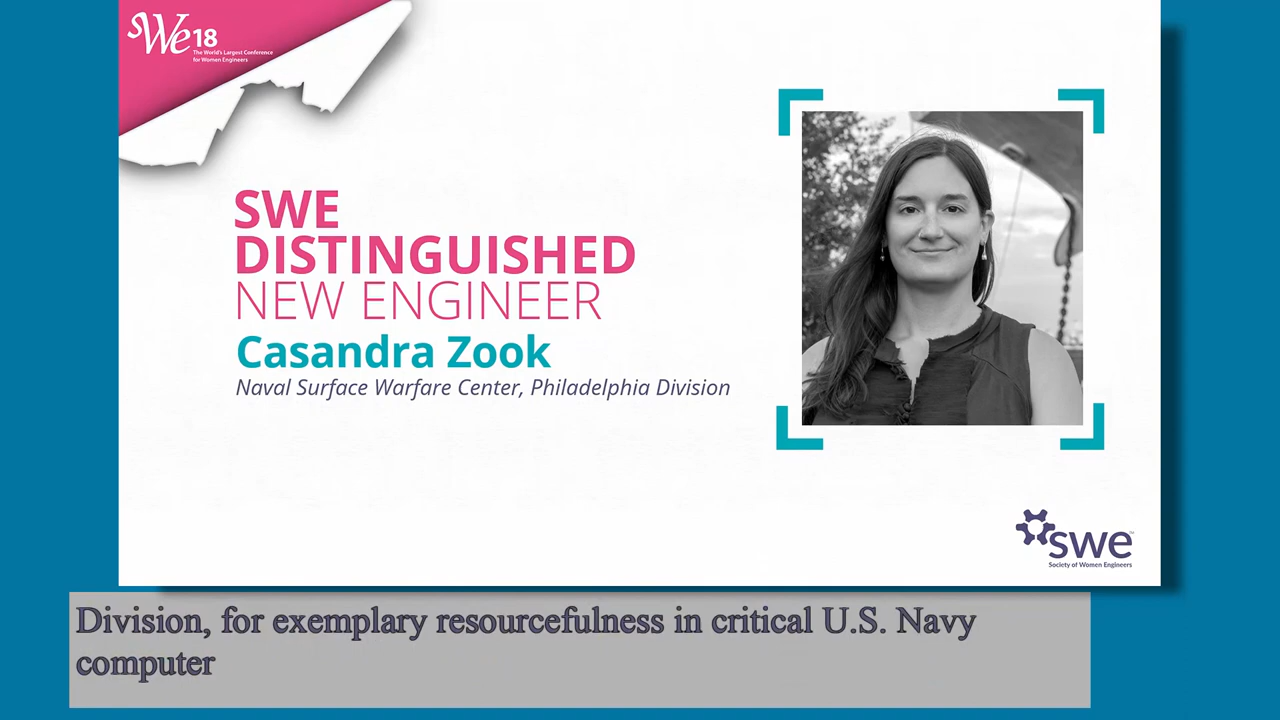 SWe18
The World's Largest Conference
for Women Engineers
SWE
DISTINGUISHED
NEW ENGINEER
Casandra Zook
Naval Surface Warfare Center, Philadelphia Division
swe
Society of Women Engineers
Division, for exemplary resourcefulness in critical U.S. Navy
computer